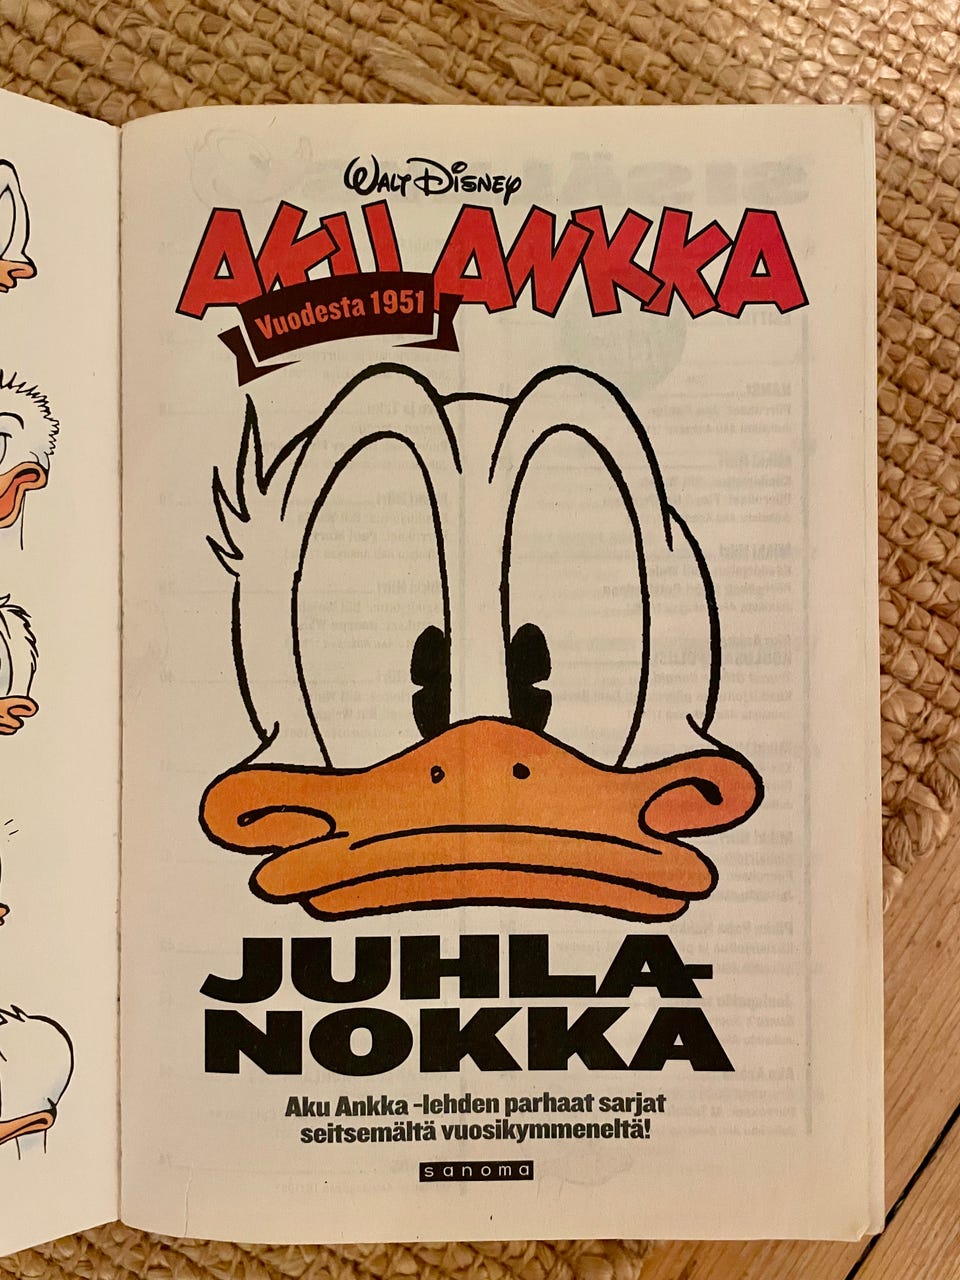 WALT DISNEY
AKU ANKKA
Vuodesta 1951
JUHLA-
NOKKA
Aku Ankka -lehden parhaat sarjat
seitsemältä vuosikymmeneltä!
sanoma